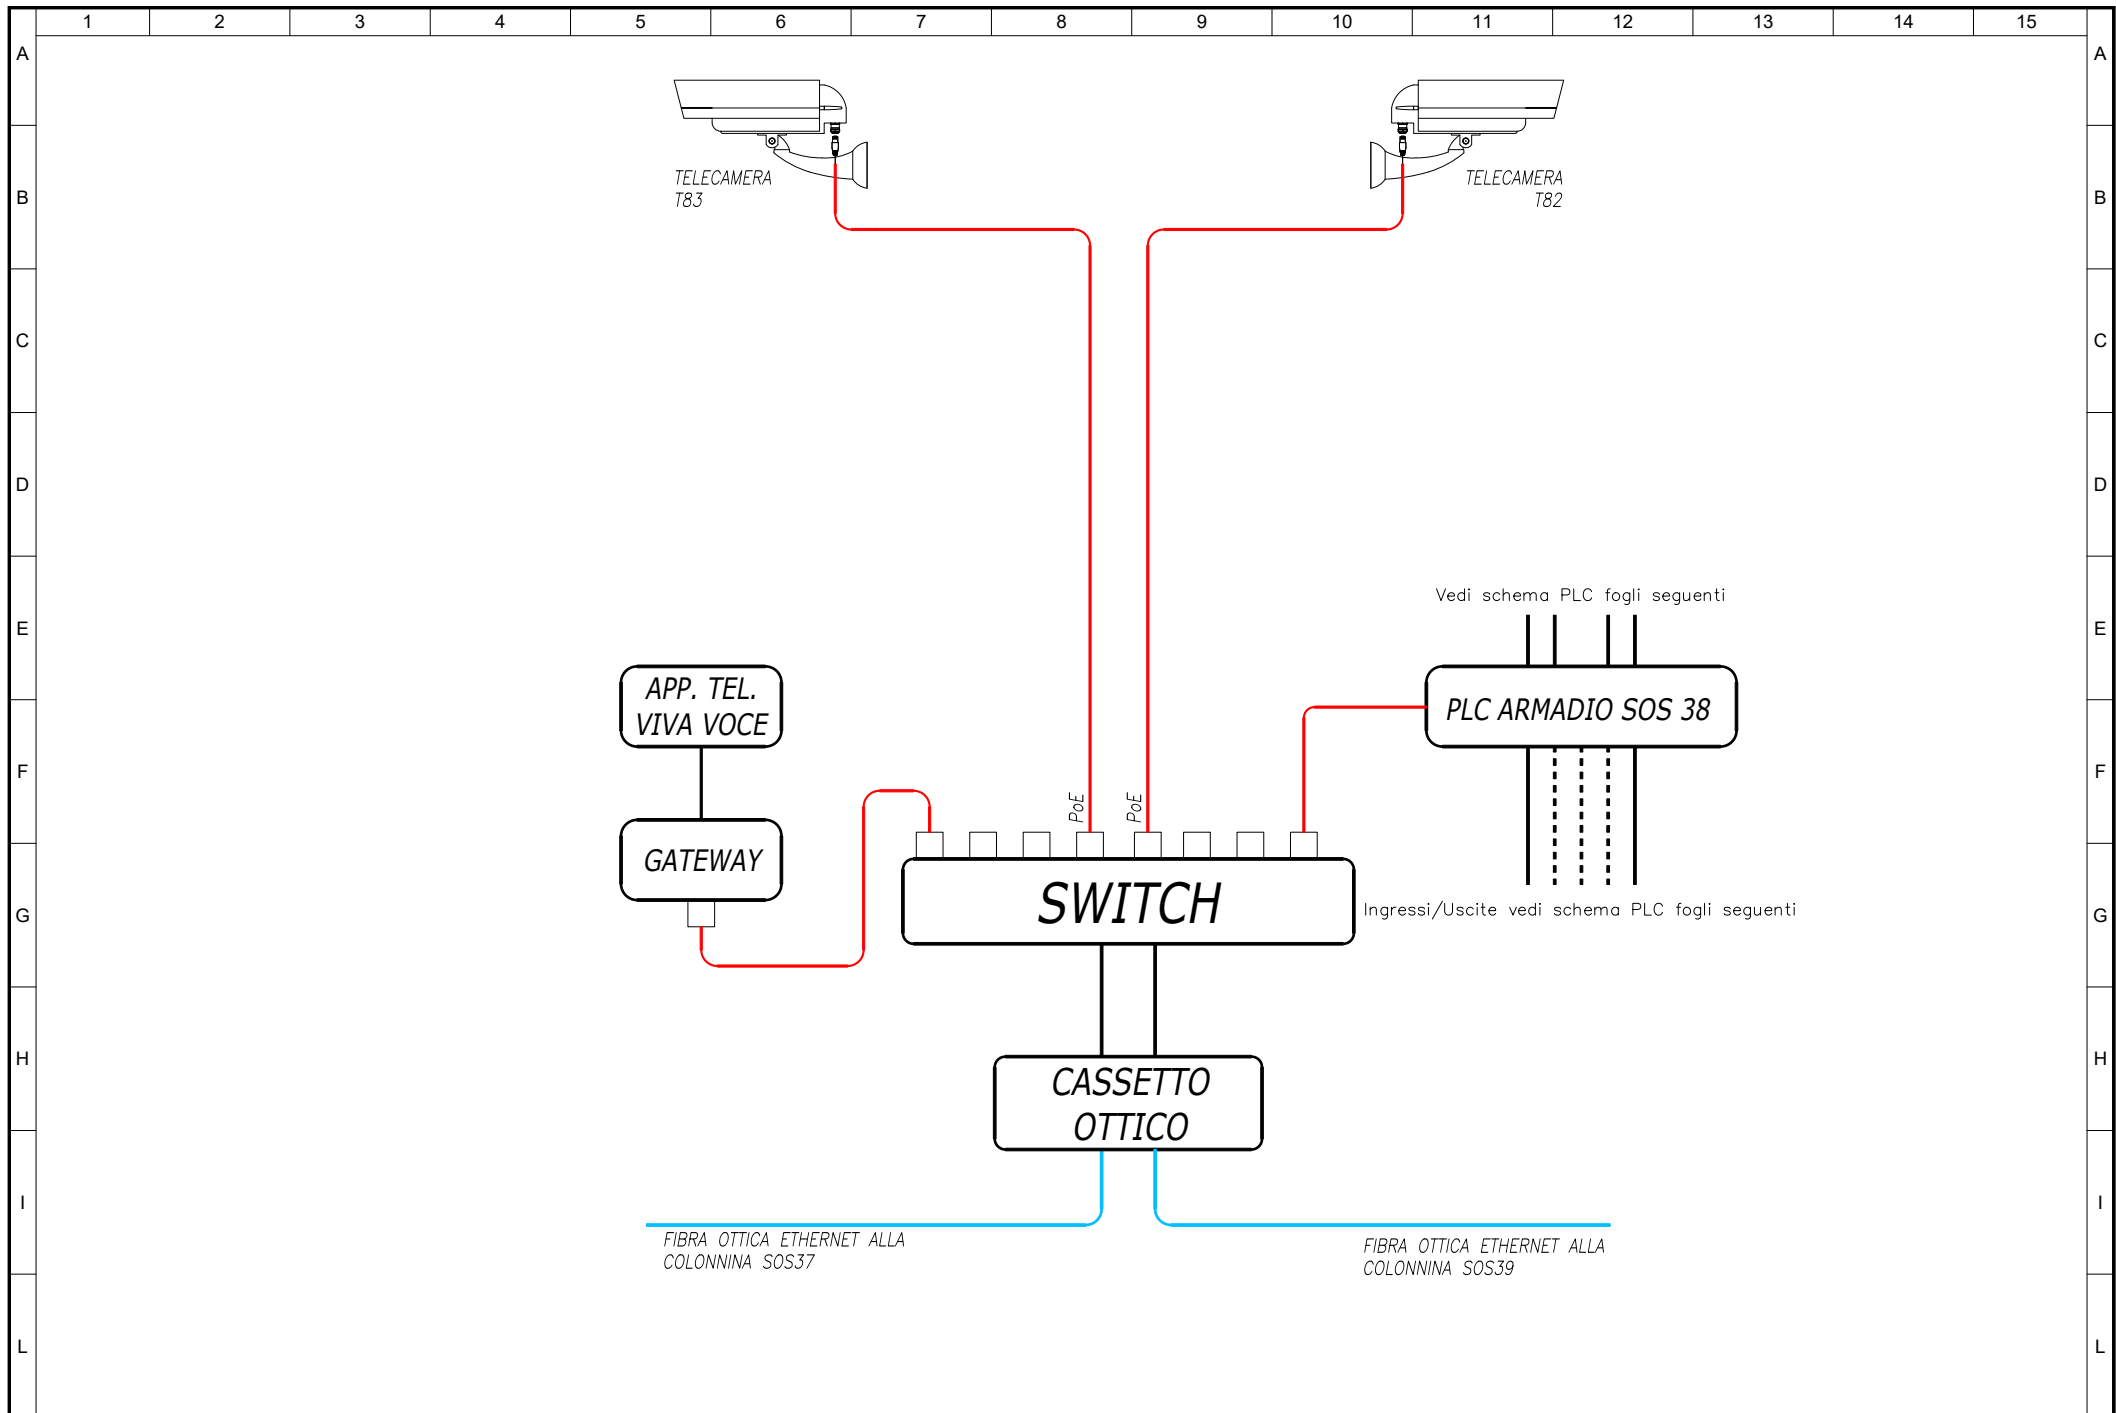 1 2 3 4 5 6 7 8 9 10 11 12 13 14 15
A A
TELECAMERA
T83
TELECAMERA
T82
B B
C C
D D
Vedi schema PLC fogli seguenti
E E
APP. TEL.
VIVA VOCE
PLC ARMADIO SOS 38
F F
PoE
PoE
GATEWAY
SWITCH
Ingressi/Uscite vedi schema PLC fogli seguenti
G G
H H
CASSETTO
OTTICO
I I
FIBRA OTTICA ETHERNET ALLA
COLONNINA SOS37
FIBRA OTTICA ETHERNET ALLA
COLONNINA SOS39
L L